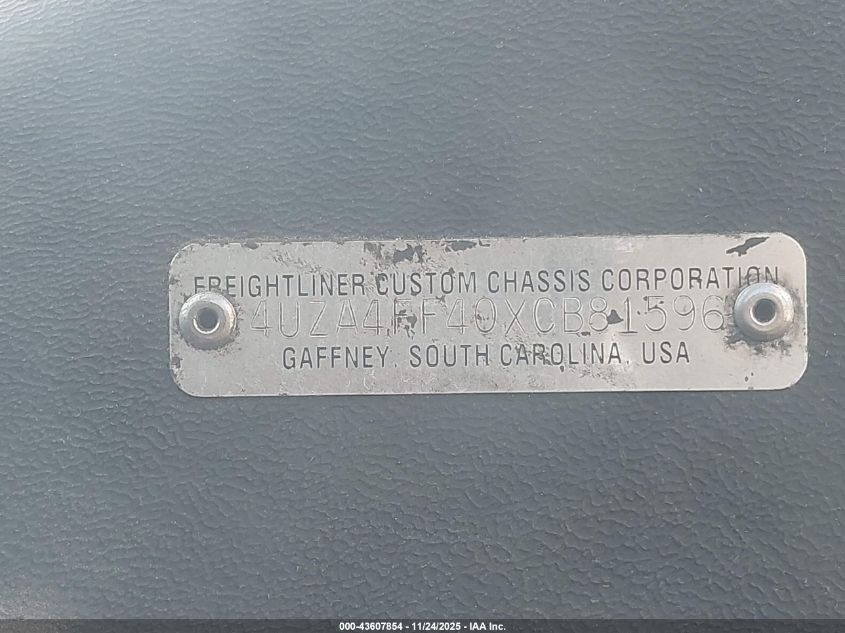 FREIGHTLINER CUSTOM CHASSIS CORPORATION
4UZA4FF40XCB81596
GAFFNEY, SOUTH CAROLINA, USA
000-43607854 - 11/24/2025 - IAA Inc.